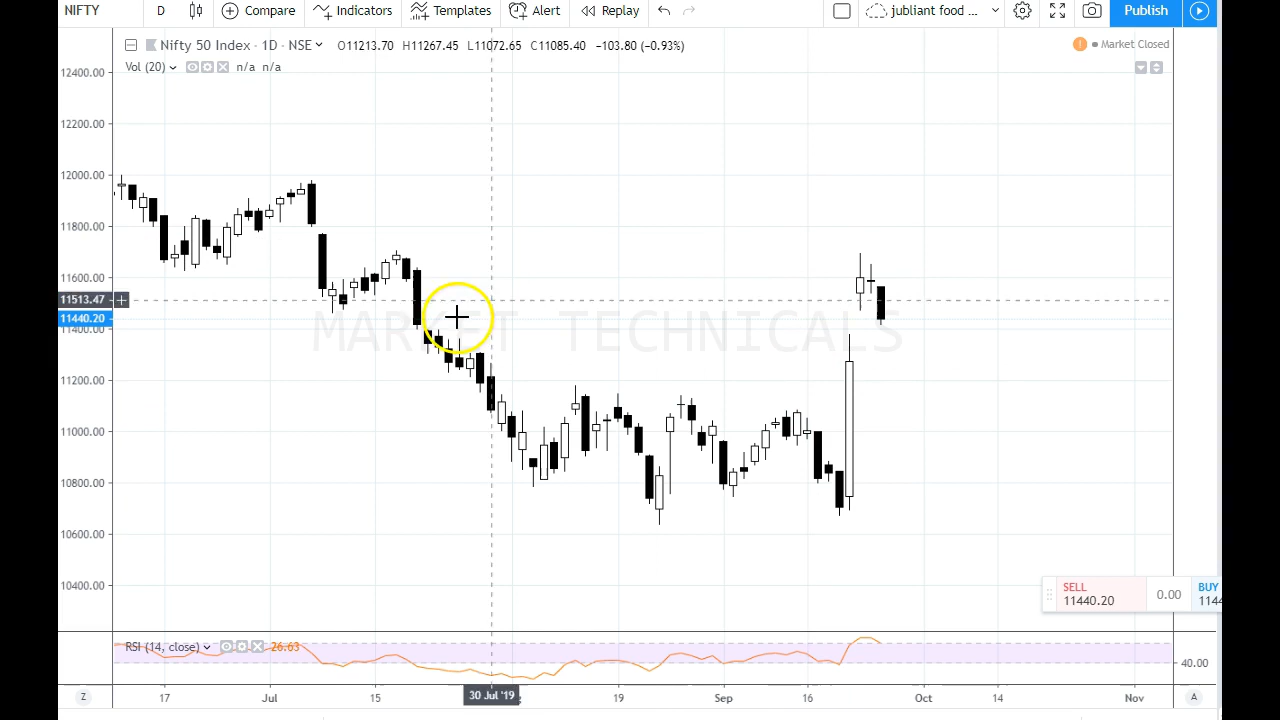 NIFTY D Compare Indicators Templates Alert Replay jubliant food ... Publish
Nifty 50 Index · 1D · NSE O11213.70 H11267.45 L11072.65 C11085.40 −103.80 (−0.93%) ! Market Closed
Vol (20) n/a n/a
12400.00
12200.00
12000.00
11800.00
11600.00
11513.47
11440.20
11400.00
MARKET TECHNICALS
11200.00
11000.00
10800.00
10600.00
10400.00
SELL 0.00 BUY
11440.20 1144
RSI (14, close) 26.63
40.00
Z 17 Jul 15 30 Jul '19 19 Sep 16 Oct 14 Nov A